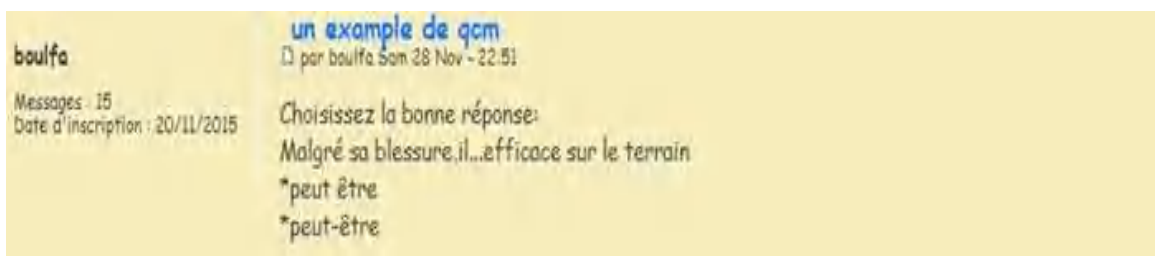 un example de qcm
boulfa
par boulfa Sam 28 Nov - 22:51
Messages : 15
Date d'inscription : 20/11/2015
Choisissez la bonne réponse:
Malgré sa blessure,il...efficace sur le terrain
*peut être
*peut-être